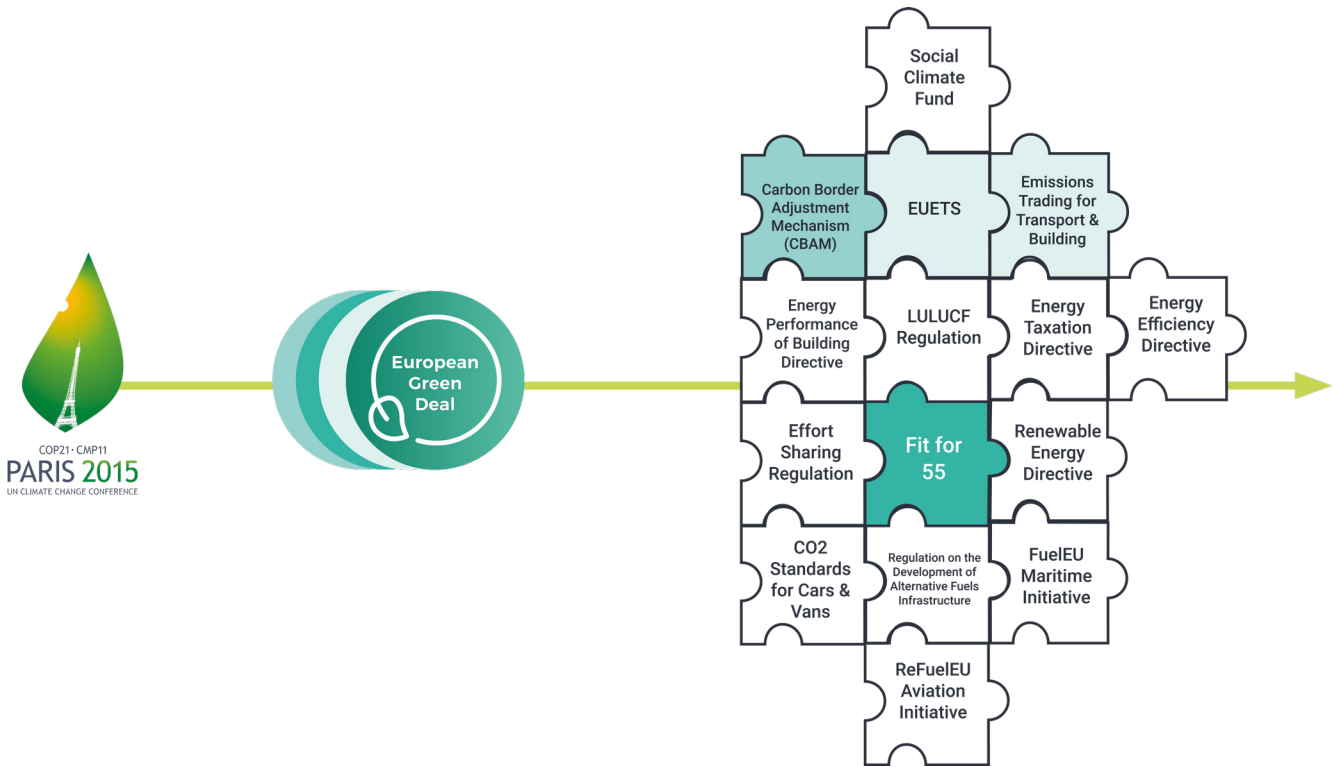 COP21 · CMP11
PARIS 2015
UN CLIMATE CHANGE CONFERENCE
European
Green
Deal
Social
Climate
Fund
Carbon Border
Adjustment
Mechanism
(CBAM)
EUETS
Emissions
Trading for
Transport &
Building
Energy
Performance
of Building
Directive
LULUCF
Regulation
Energy
Taxation
Directive
Energy
Efficiency
Directive
Effort
Sharing
Regulation
Fit for
55
Renewable
Energy
Directive
CO2
Standards
for Cars &
Vans
Regulation on the
Development of
Alternative Fuels
Infrastructure
FuelEU
Maritime
Initiative
ReFuelEU
Aviation
Initiative